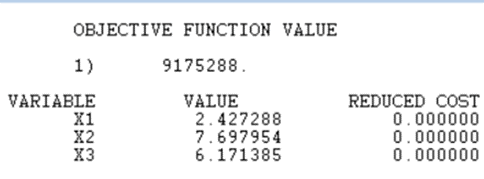 OBJECTIVE FUNCTION VALUE
1) 9175288.
VARIABLE VALUE REDUCED COST
X1 2.427288 0.000000
X2 7.697954 0.000000
X3 6.171385 0.000000